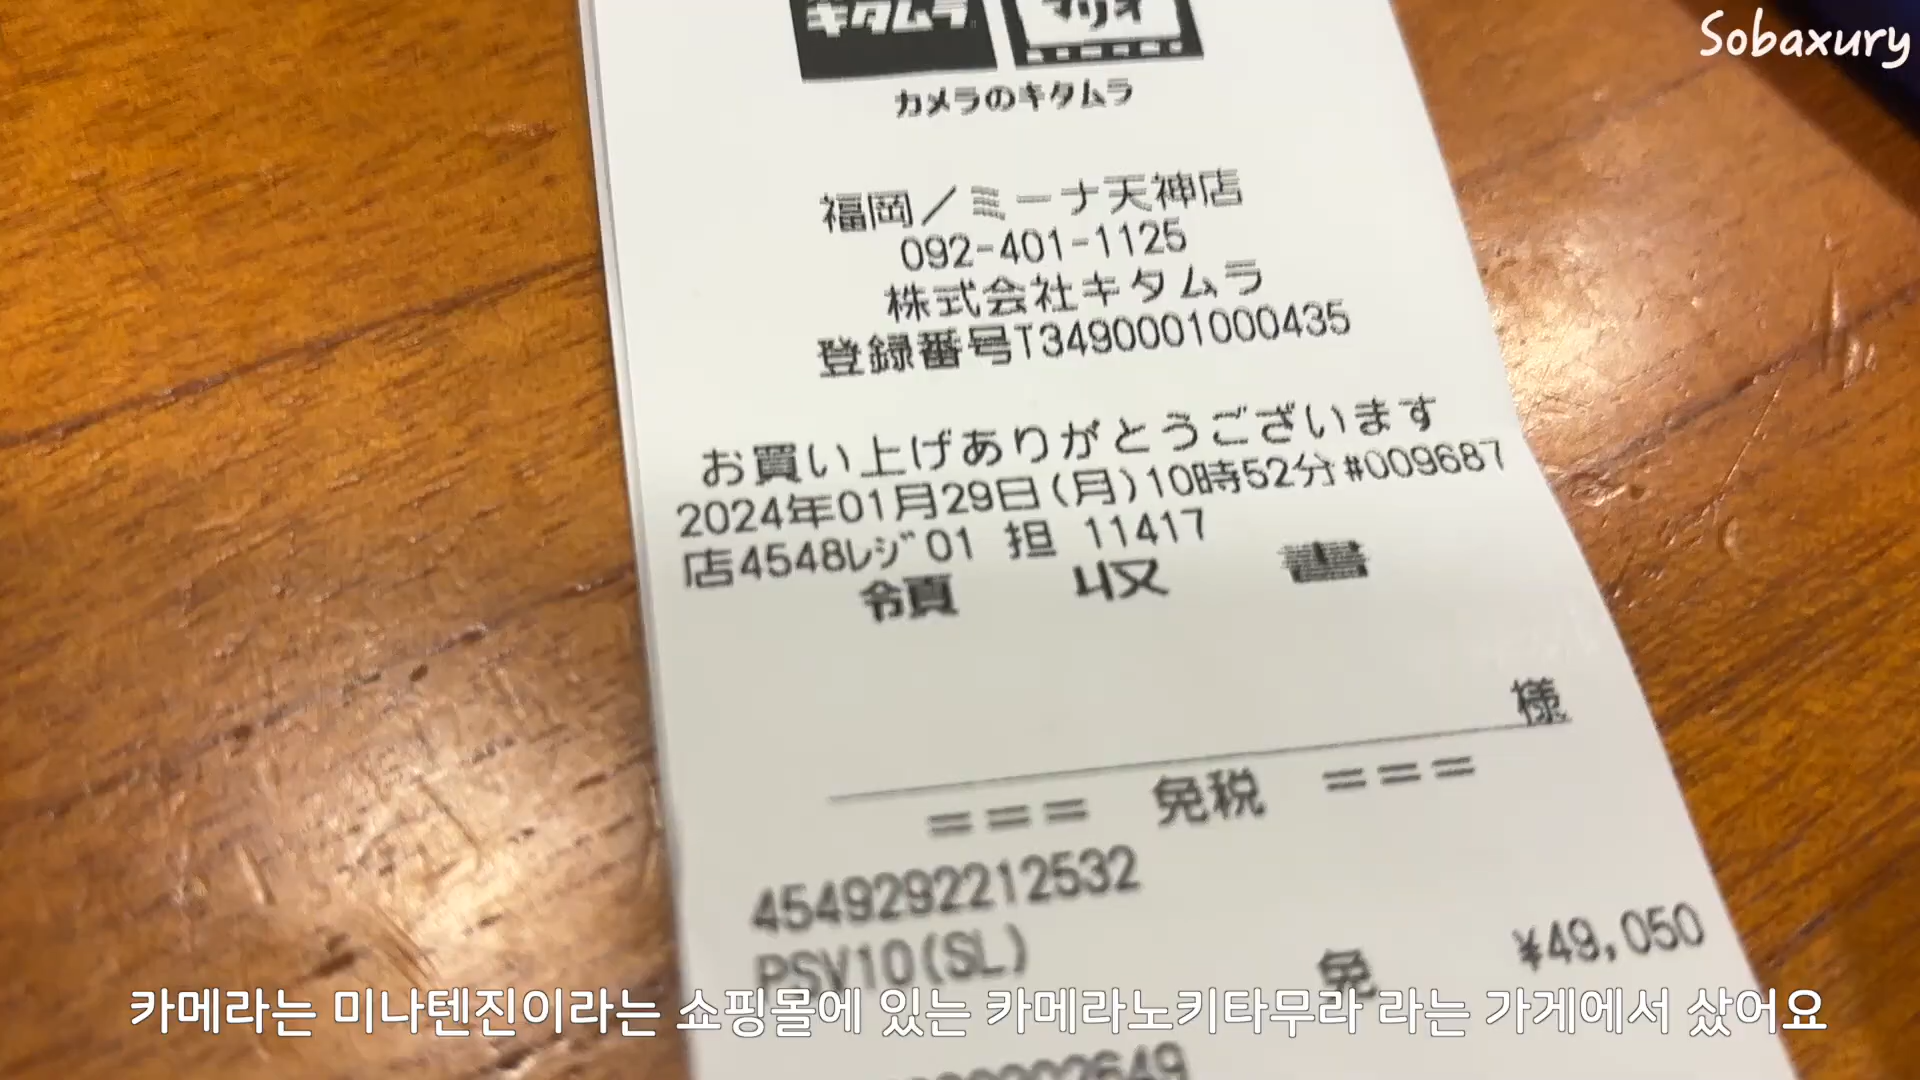 Sobaxury
キタムラ
マリオ
カメラのキタムラ
福岡/ミーナ天神店
092-401-1125
株式会社キタムラ
登録番号T3490001000435
お買い上げありがとうございます
2024年01月29日(月)10時52分#009687
店4548レジ01 担 11417
領 収 書
様
=== 免税 ===
4549292212532
PSV10(SL) 免 ¥49,050
카메라는 미나텐진이라는 쇼핑몰에 있는 카메라노키타무라 라는 가게에서 샀어요